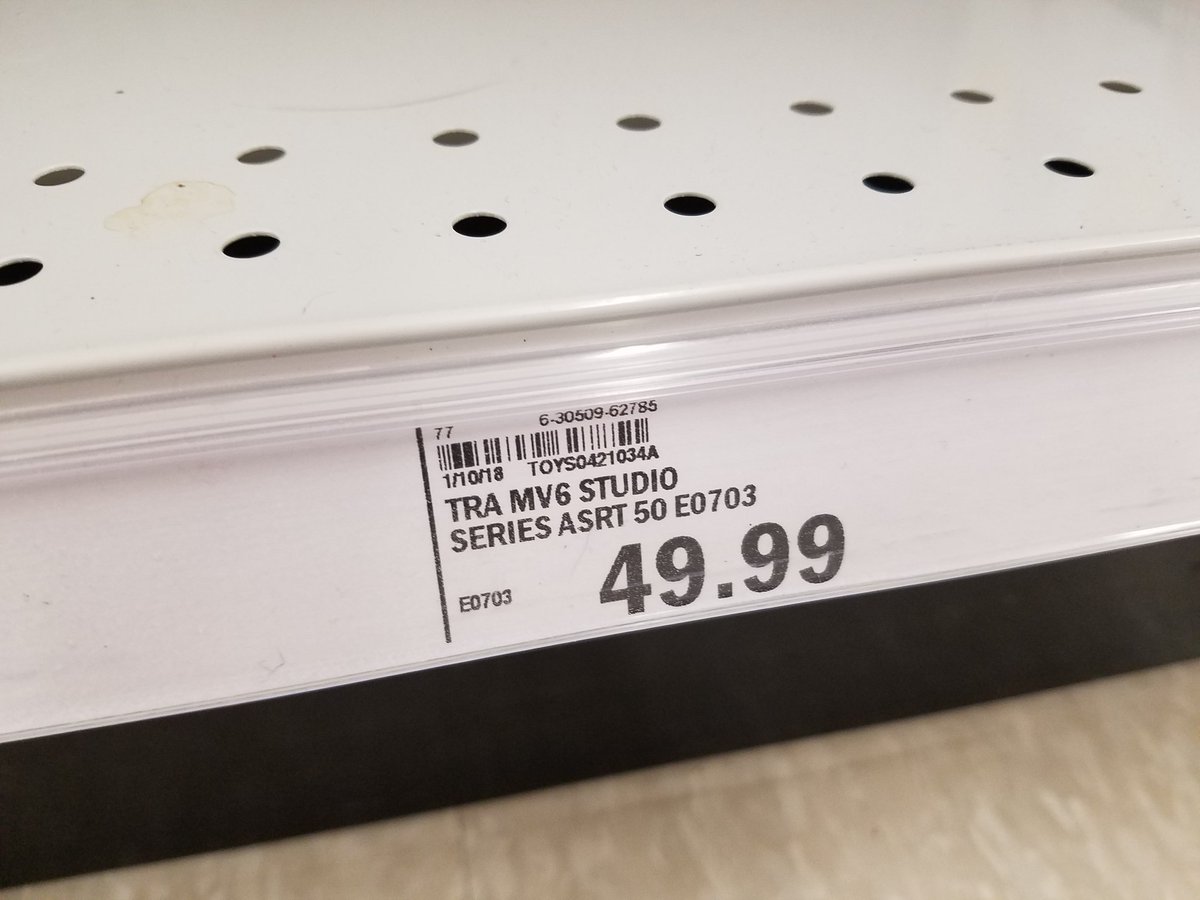 77 6-30509-62785
1/10/18 TOYS0421034A
TRA MV6 STUDIO
SERIES ASRT 50 E0703
E0703 49.99